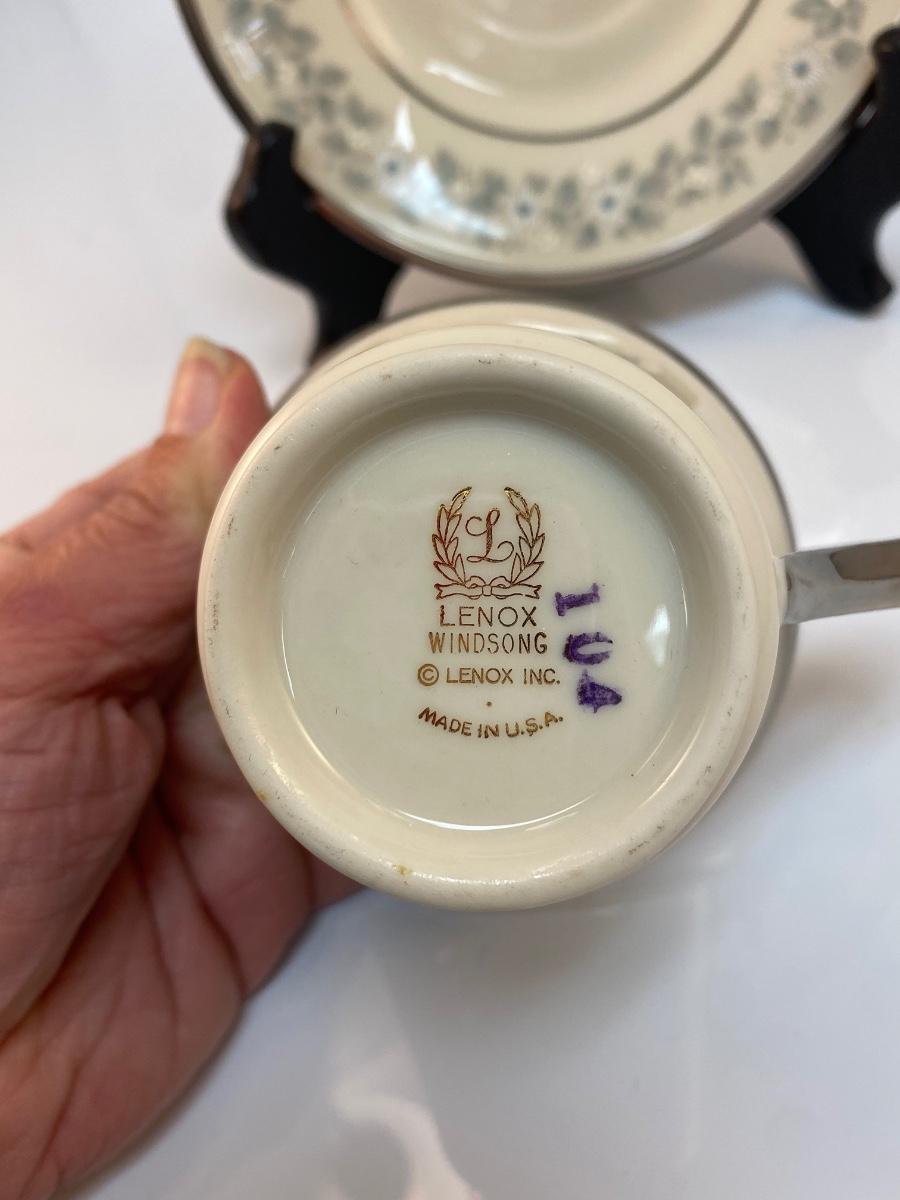 L
LENOX
WINDSONG
© LENOX INC.
MADE IN U.S.A.
104